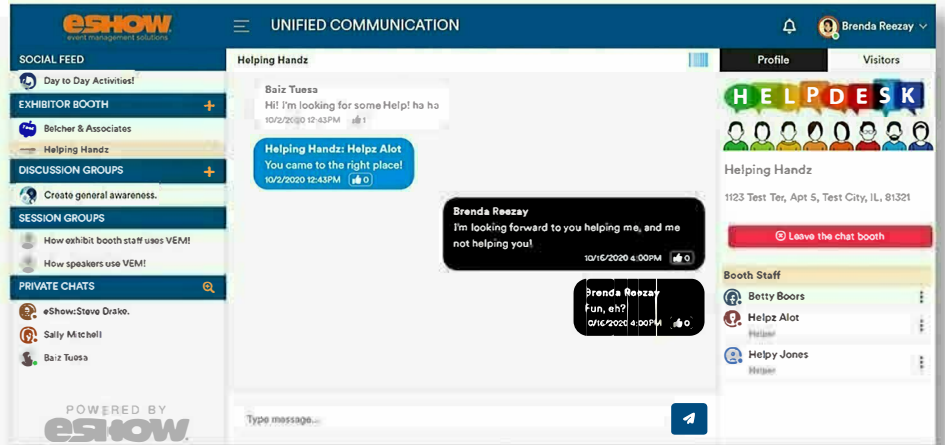 eSHOW
event management solutions
UNIFIED COMMUNICATION
Brenda Reezay
SOCIAL FEED
Day to Day Activities!
EXHIBITOR BOOTH +
Belcher & Associates
Helping Handz
DISCUSSION GROUPS +
Create general awareness.
SESSION GROUPS
How exhibit booth staff uses VEM!
How speakers use VEM!
PRIVATE CHATS
eShow:Steve Drake.
Sally Mitchell
Baiz Tuesa
POWERED BY
eSHOW
Helping Handz
Baiz Tuesa
Hi! I'm looking for some Help! ha ha
10/2/2020 12:43PM 1
Helping Handz: Helpz Alot
You came to the right place!
10/2/2020 12:43PM 0
Brenda Reezay
I'm looking forward to you helping me, and me
not helping you!
10/16/2020 4:00PM 0
Brenda Reezay
Fun, eh?
10/16/2020 4:00PM 0
Type message...
Profile
Visitors
HELPDESK
Helping Handz
1123 Test Ter, Apt 5, Test City, IL, 81321
Leave the chat booth
Booth Staff
Betty Boors
Helpz Alot
Helper
Helpy Jones
Helper